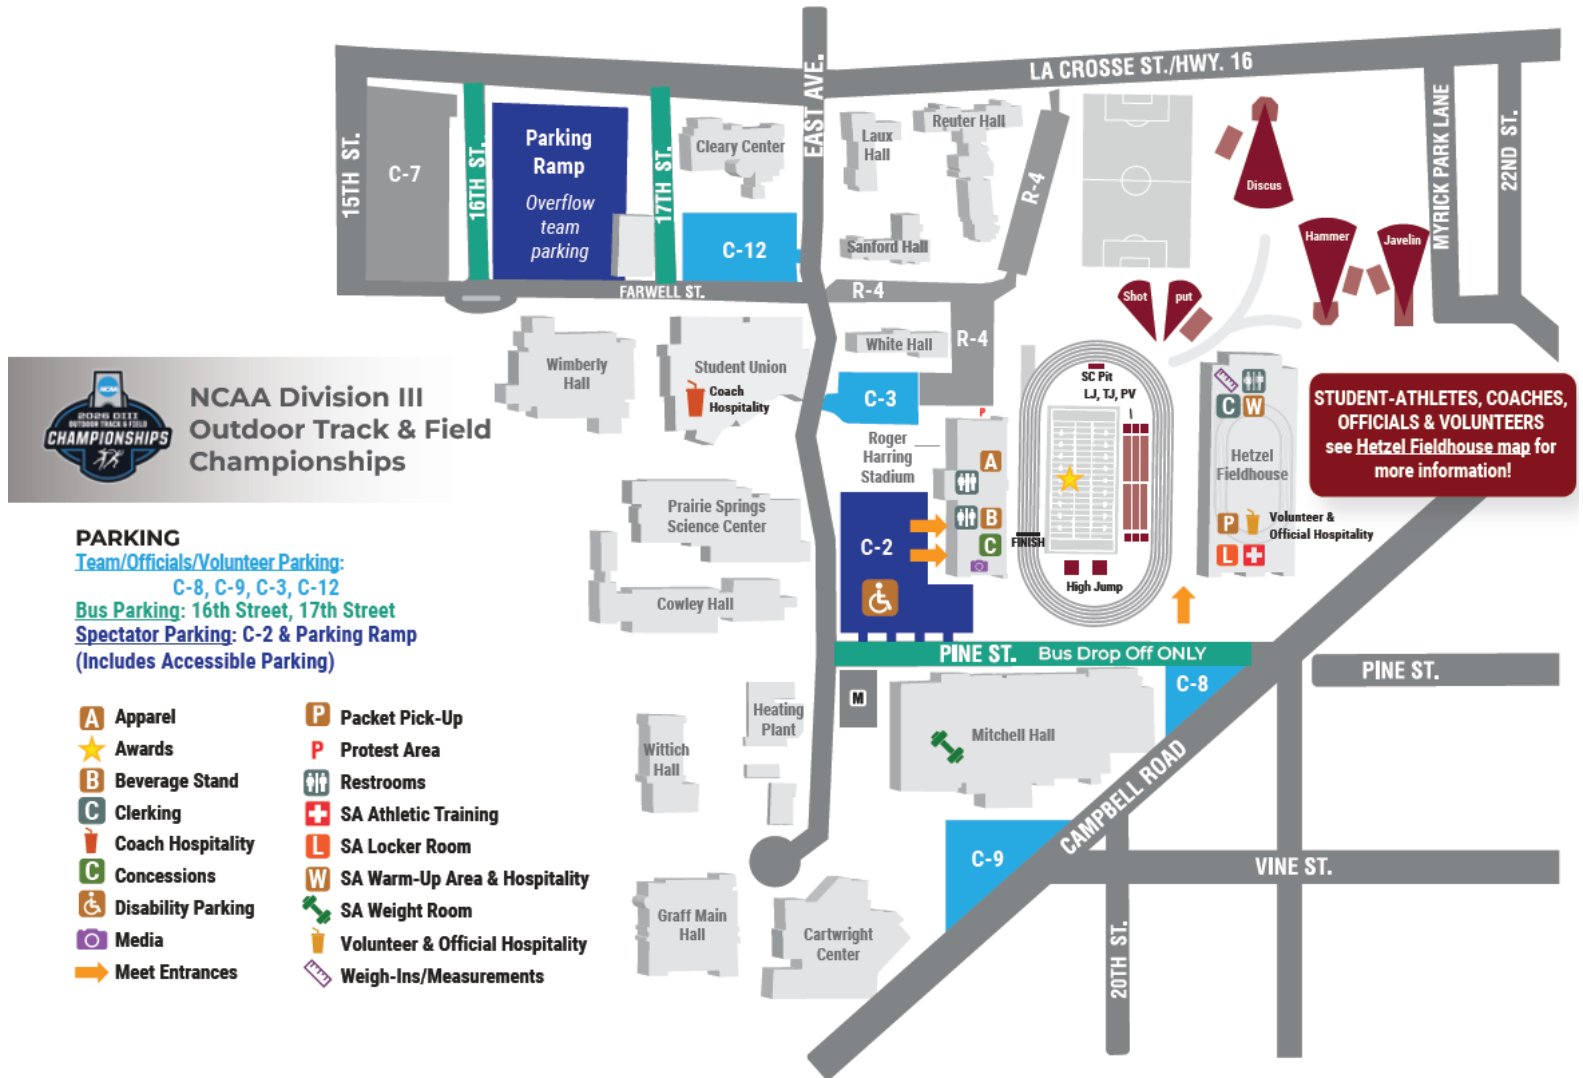 LA CROSSE ST./HWY. 16
EAST AVE.
15TH ST.
C-7
16TH ST.
Parking
Ramp
Overflow
team
parking
17TH ST.
Cleary Center
C-12
Laux
Hall
Reuter Hall
Sanford Hall
R-4
Discus
Hammer
Javelin
MYRICK PARK LANE
22ND ST.
FARWELL ST.
R-4
R-4
Shot
put
Wimberly
Hall
Student Union
Coach
Hospitality
White Hall
C-3
P
SC Pit
LJ, TJ, PV
Roger
Harring
Stadium
A
B
C
FINISH
High Jump
C
W
Hetzel
Fieldhouse
P
Volunteer &
Official Hospitality
L
STUDENT-ATHLETES, COACHES,
OFFICIALS & VOLUNTEERS
see Hetzel Fieldhouse map for
more information!
NCAA
2026 DIII
OUTDOOR TRACK & FIELD
CHAMPIONSHIPS
NCAA Division III
Outdoor Track & Field
Championships
Prairie Springs
Science Center
C-2
Cowley Hall
PINE ST. Bus Drop Off ONLY
PINE ST.
C-8
M
Mitchell Hall
Heating
Plant
Wittich
Hall
CAMPBELL ROAD
C-9
VINE ST.
20TH ST.
Graff Main
Hall
Cartwright
Center
PARKING
Team/Officials/Volunteer Parking:
C-8, C-9, C-3, C-12
Bus Parking: 16th Street, 17th Street
Spectator Parking: C-2 & Parking Ramp
(Includes Accessible Parking)
A Apparel
Awards
B Beverage Stand
C Clerking
Coach Hospitality
C Concessions
Disability Parking
Media
Meet Entrances
P Packet Pick-Up
P Protest Area
Restrooms
SA Athletic Training
L SA Locker Room
W SA Warm-Up Area & Hospitality
SA Weight Room
Volunteer & Official Hospitality
Weigh-Ins/Measurements